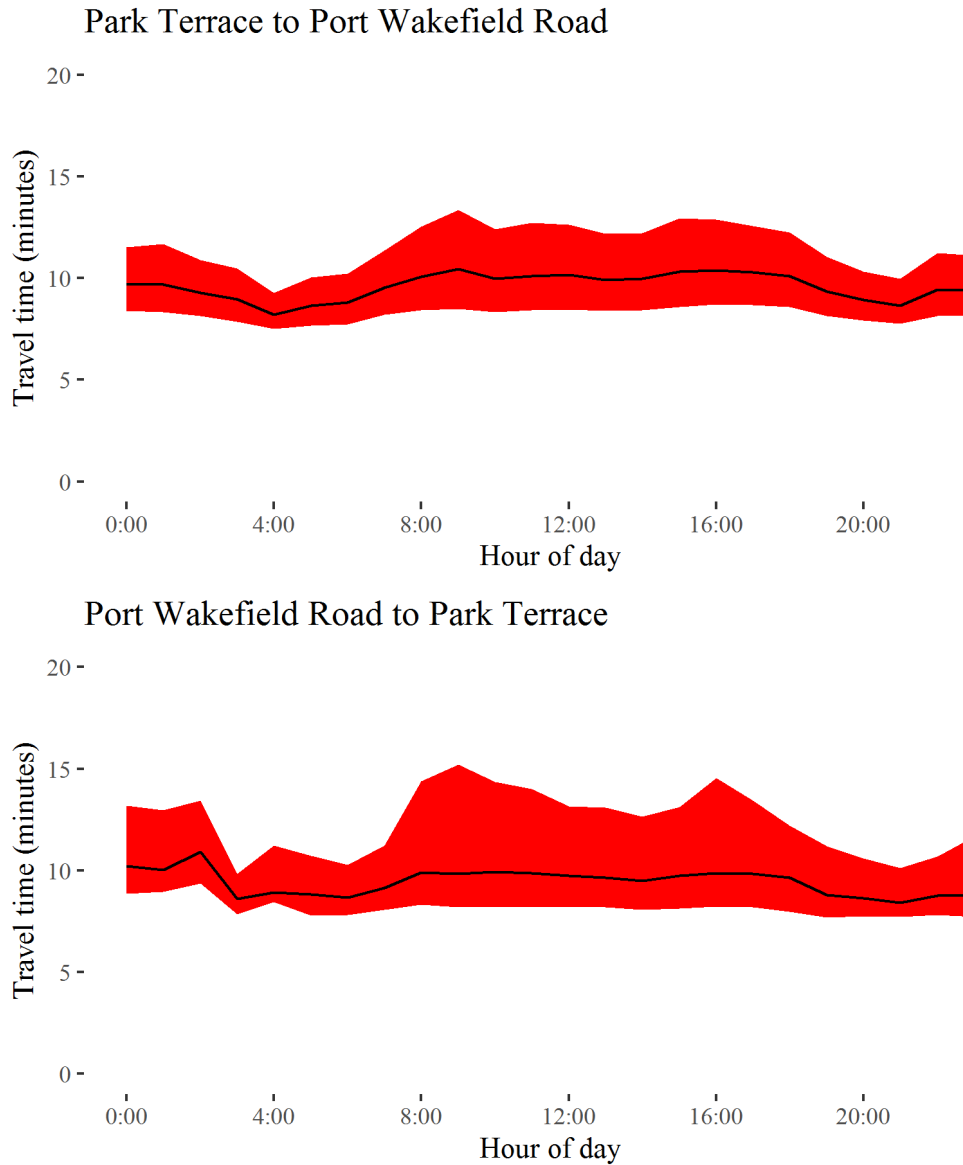 Park Terrace to Port Wakefield Road
20
15
10
5
0
Travel time (minutes)
0:00 4:00 8:00 12:00 16:00 20:00
Hour of day
Port Wakefield Road to Park Terrace
20
15
10
5
0
Travel time (minutes)
0:00 4:00 8:00 12:00 16:00 20:00
Hour of day